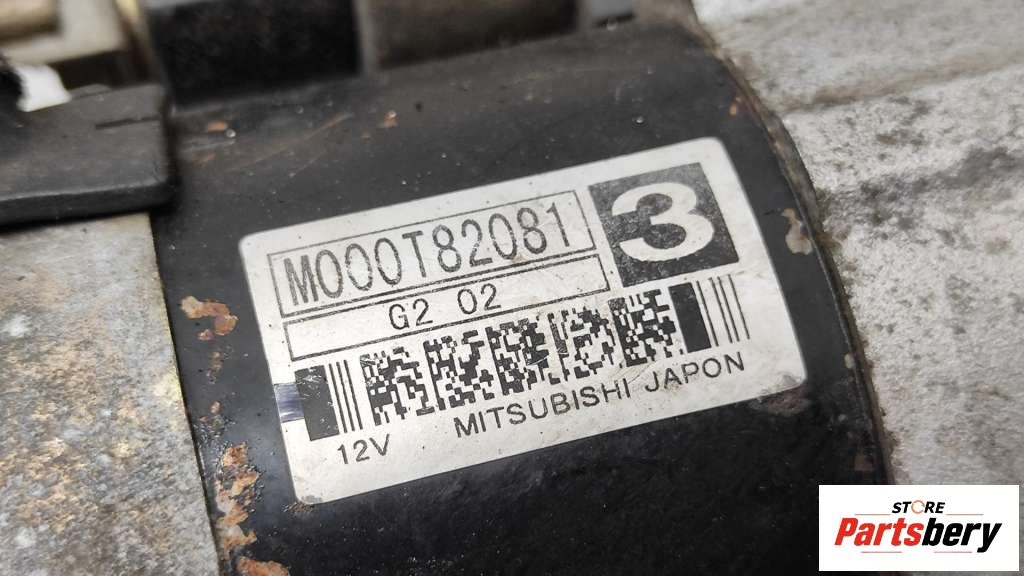 M000T82081
3
G2 02
12V MITSUBISHI JAPON
STORE
Partsbery